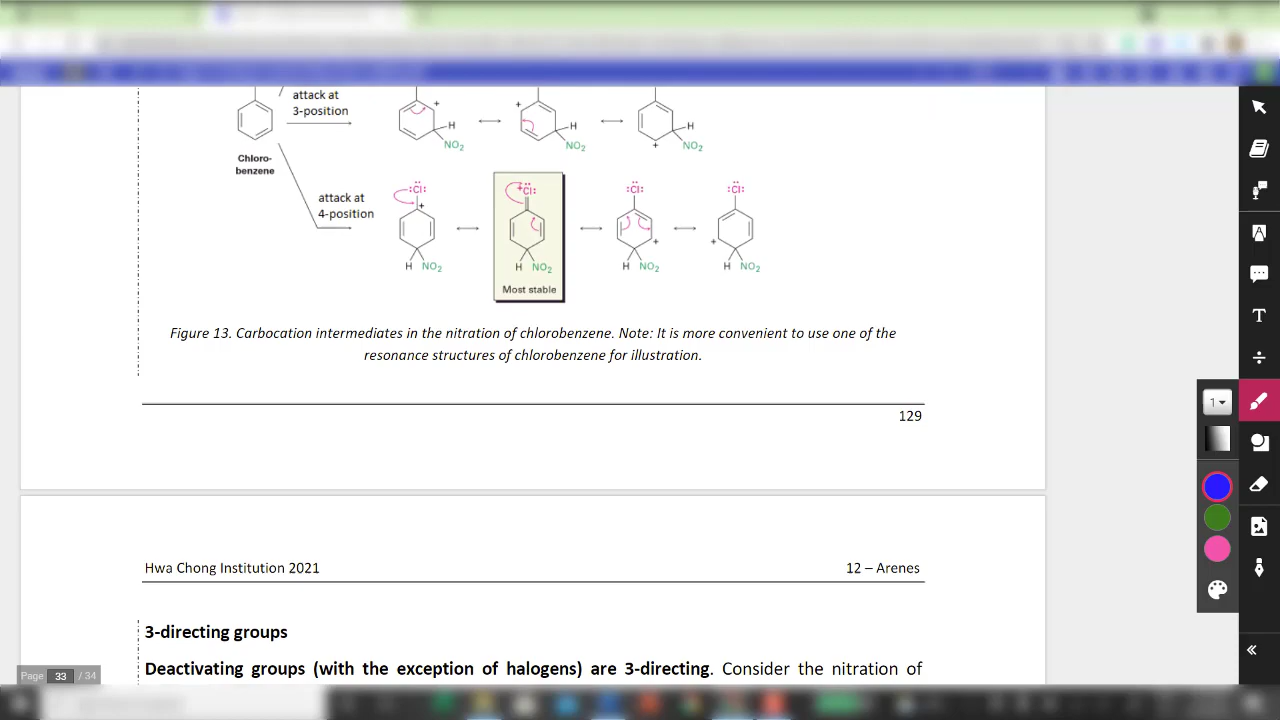 attack at
3-position
+
+
H
NO2
H
NO2
+
H
NO2
Chloro-
benzene
attack at
4-position
:Cl:
+
H NO2
+Cl:
H NO2
Most stable
:Cl:
+
H NO2
:Cl:
+
H NO2
Figure 13. Carbocation intermediates in the nitration of chlorobenzene. Note: It is more convenient to use one of the
resonance structures of chlorobenzene for illustration.
129
Hwa Chong Institution 2021
12 – Arenes
3-directing groups
Deactivating groups (with the exception of halogens) are 3-directing. Consider the nitration of
Page 33 / 34
1
T